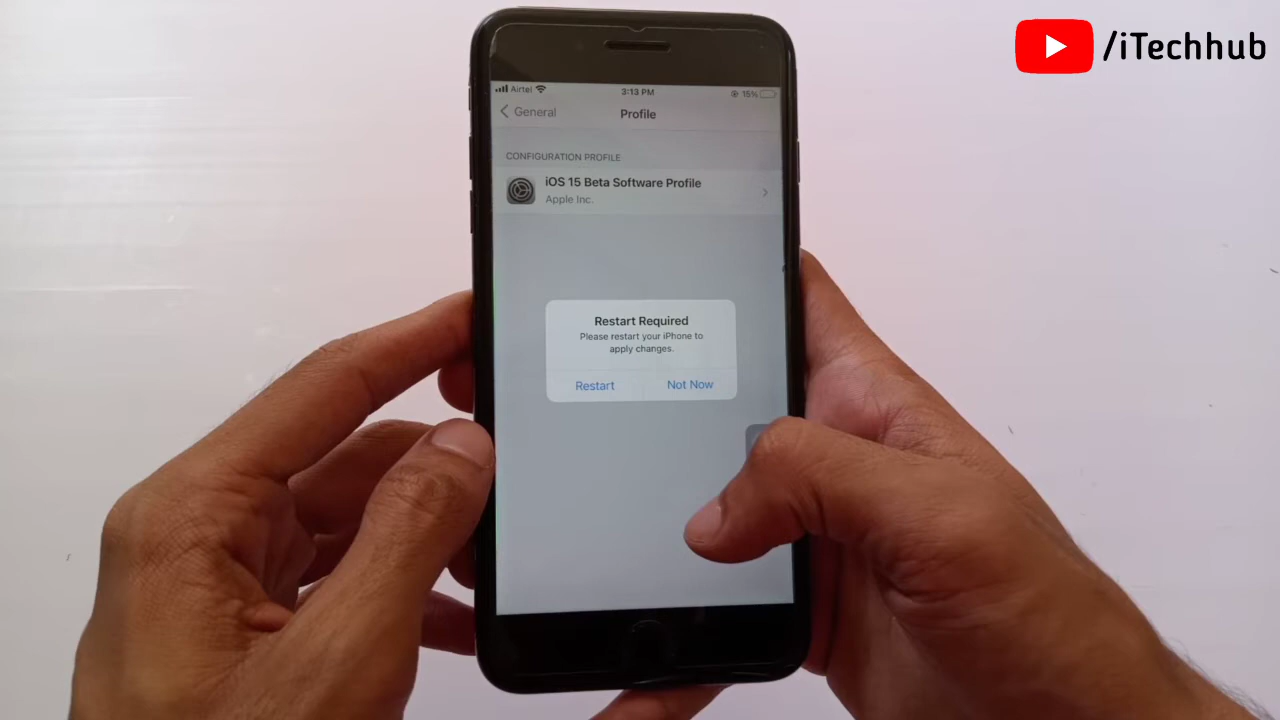 /iTechhub
Airtel
3:13 PM
15%
General
Profile
CONFIGURATION PROFILE
iOS 15 Beta Software Profile
Apple Inc.
Restart Required
Please restart your iPhone to
apply changes.
Restart
Not Now